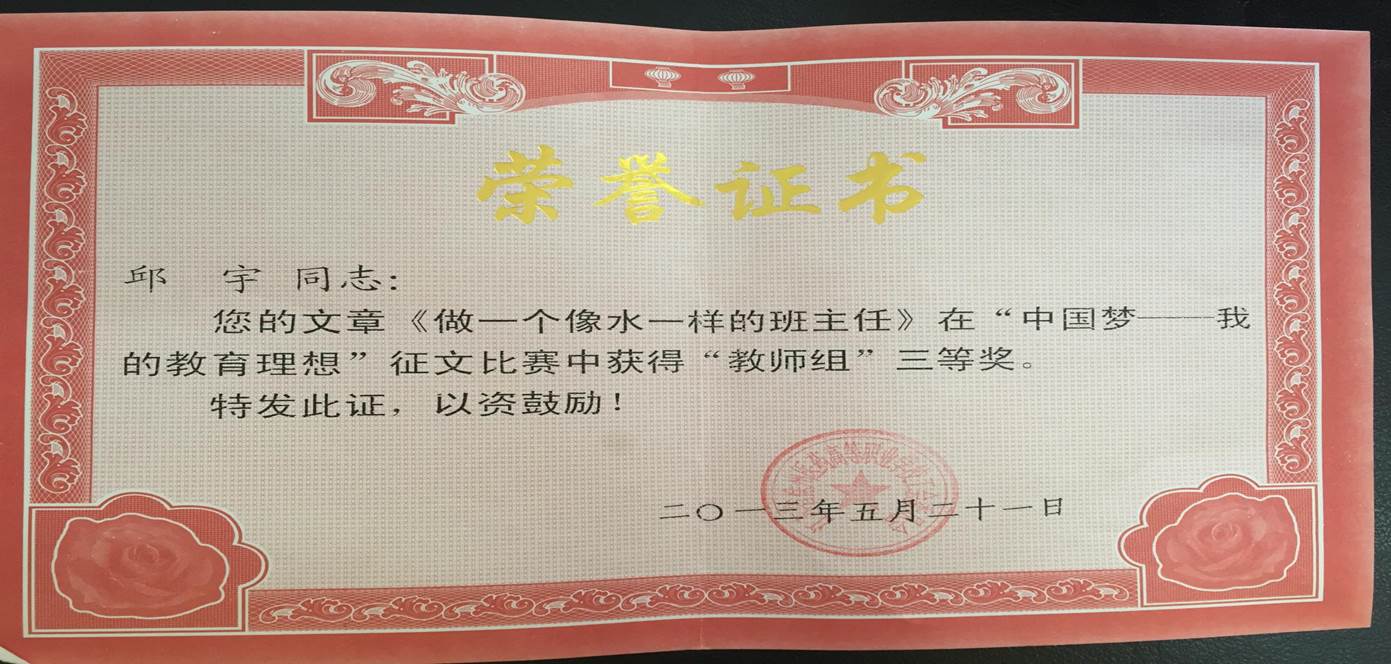 荣誉证书
邱 宇 同志：
您的文章《做一个像水一样的班主任》在“中国梦——我
的教育理想”征文比赛中获得“教师组”三等奖。
特发此证，以资鼓励！
二〇一三年五月二十一日